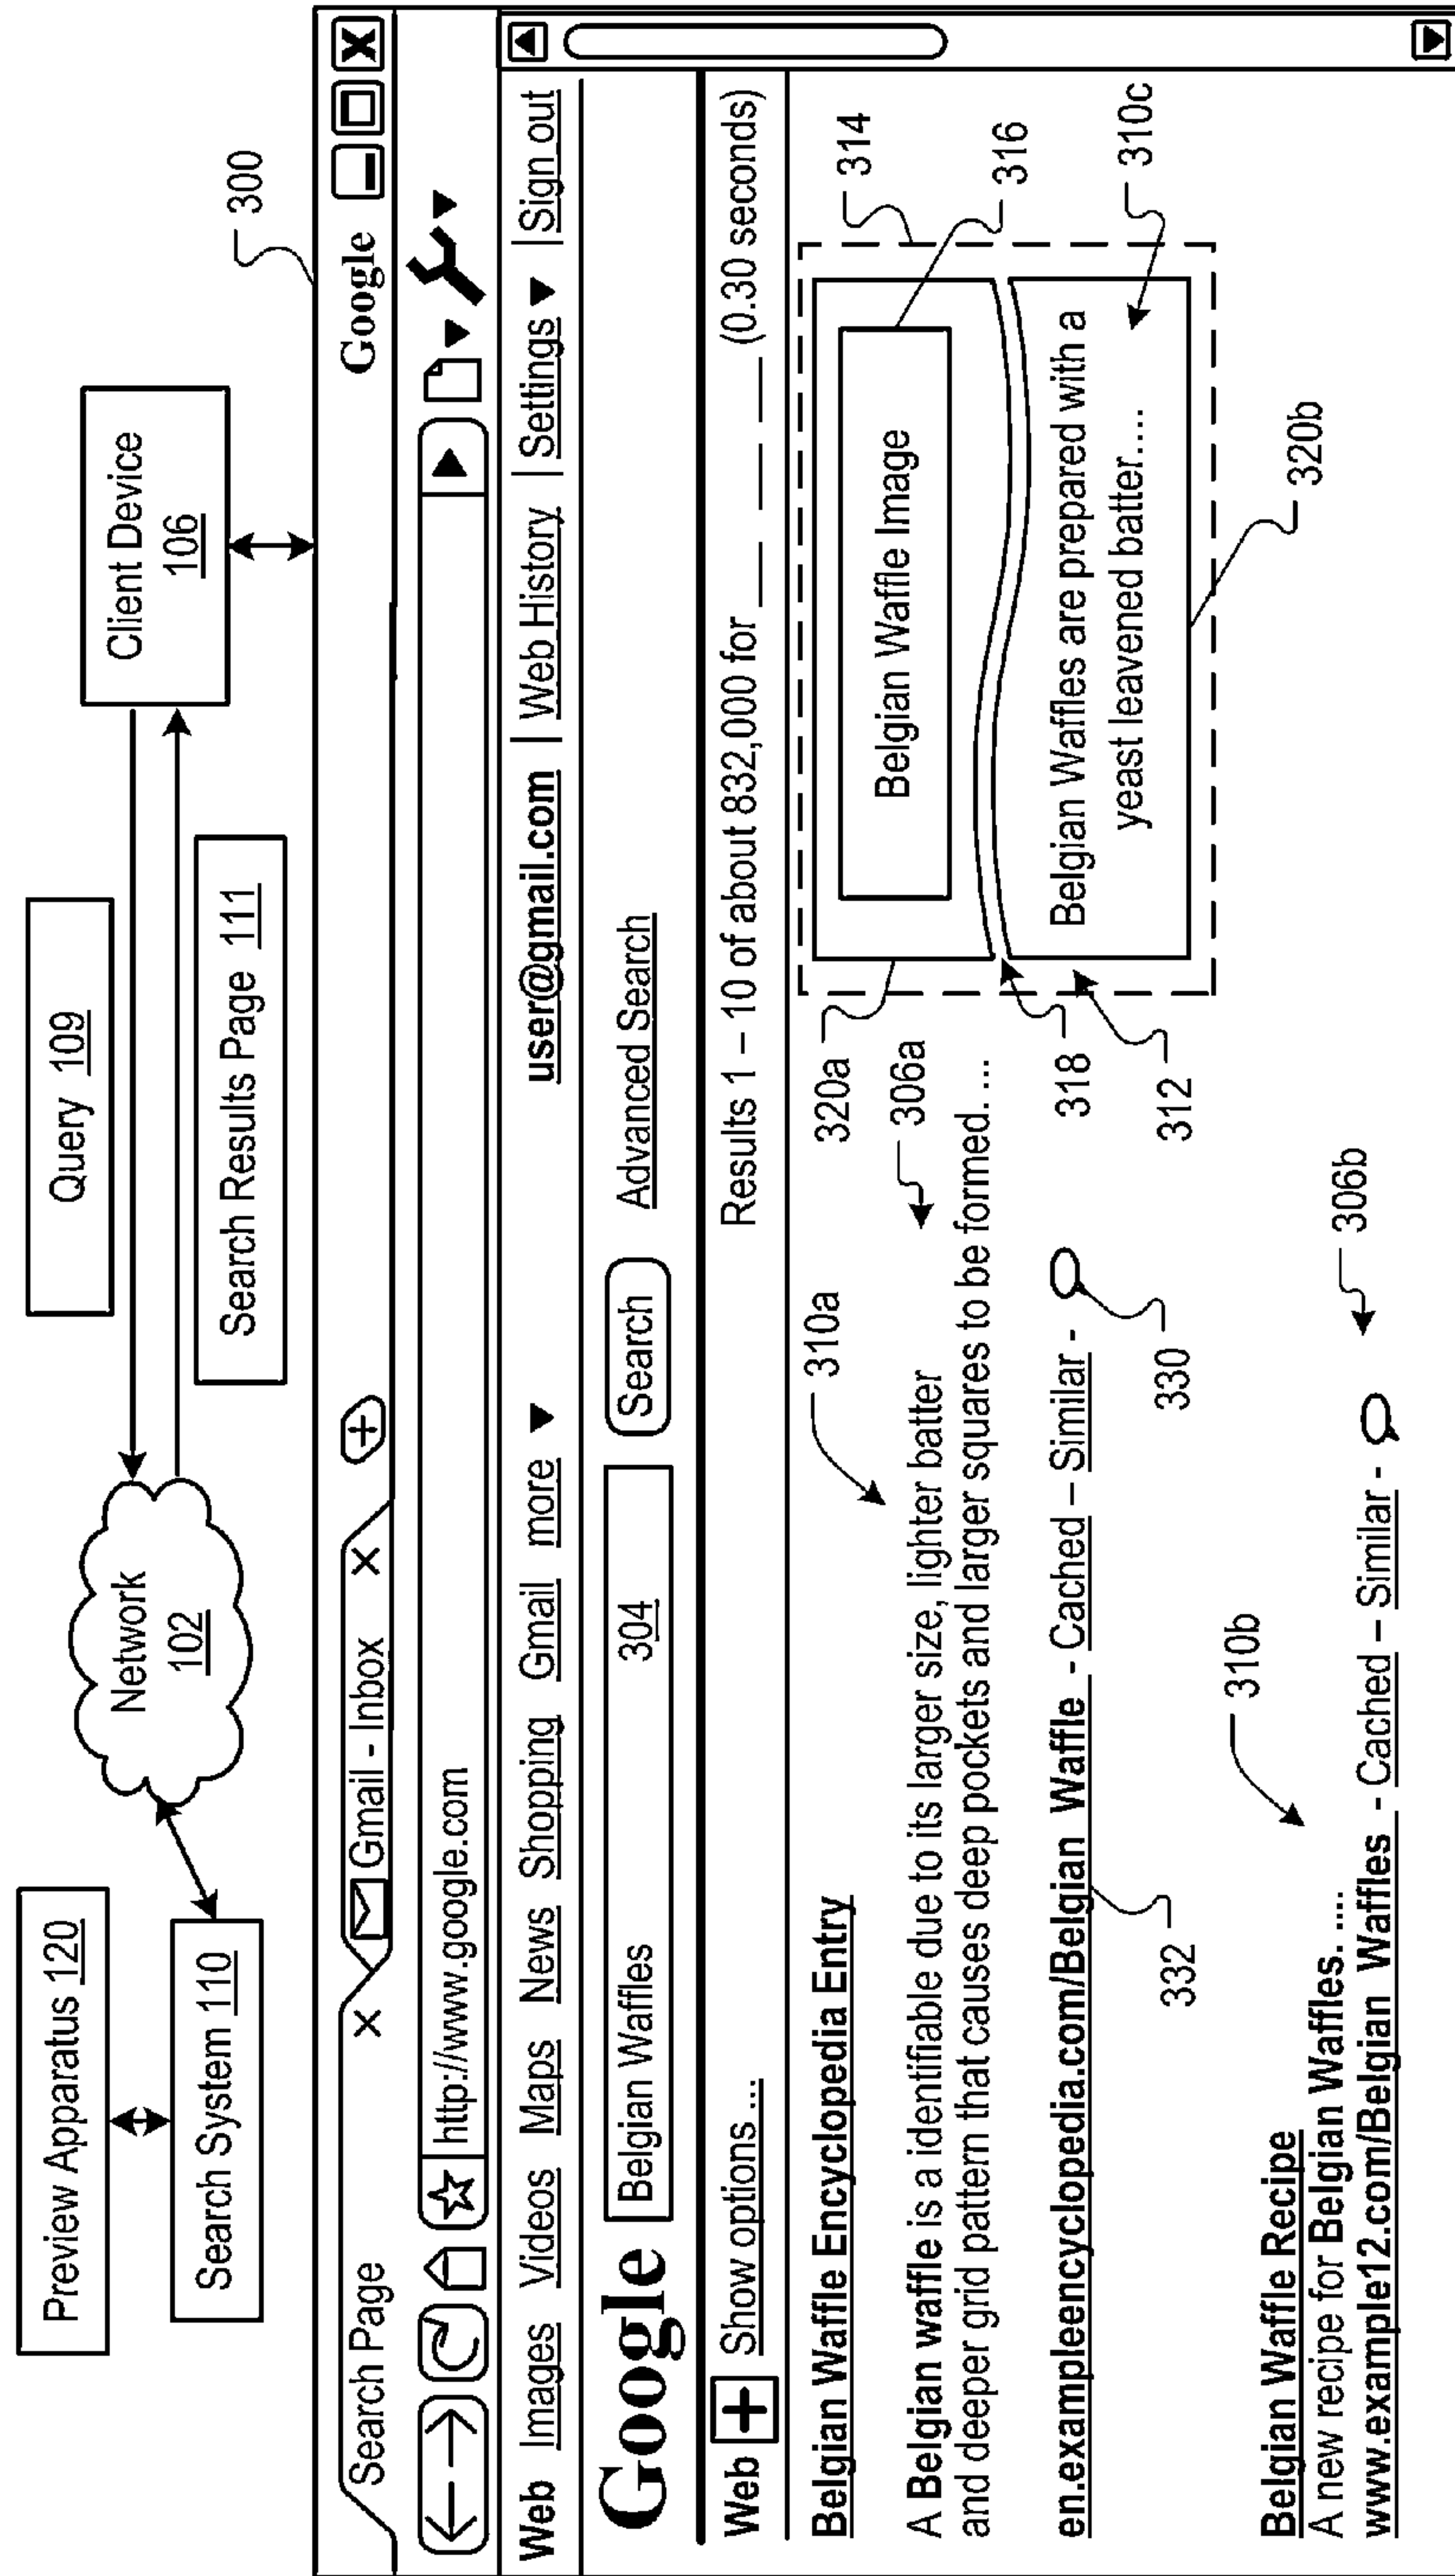 Preview Apparatus 120
Search System 110
Network
102
Query 109
Search Results Page 111
Client Device
106
300
Search Page
Gmail - Inbox
Google
http://www.google.com
Web Images Videos Maps News Shopping Gmail more user@gmail.com | Web History | Settings | Sign out
Google Belgian Waffles 304 Search Advanced Search
Web + Show options ... Results 1 – 10 of about 832,000 for __ __ __ __ (0.30 seconds)
Belgian Waffle Encyclopedia Entry
310a
320a
306a
A Belgian waffle is a identifiable due to its larger size, lighter batter
and deeper grid pattern that causes deep pockets and larger squares to be formed. ...
en.exampleencyclopedia.com/Belgian_Waffle - Cached – Similar -
330
332
318
312
Belgian Waffle Image
314
316
Belgian Waffles are prepared with a
yeast leavened batter....
310c
320b
310b
306b
Belgian Waffle Recipe
A new recipe for Belgian Waffles. ....
www.example12.com/Belgian_Waffles - Cached – Similar -